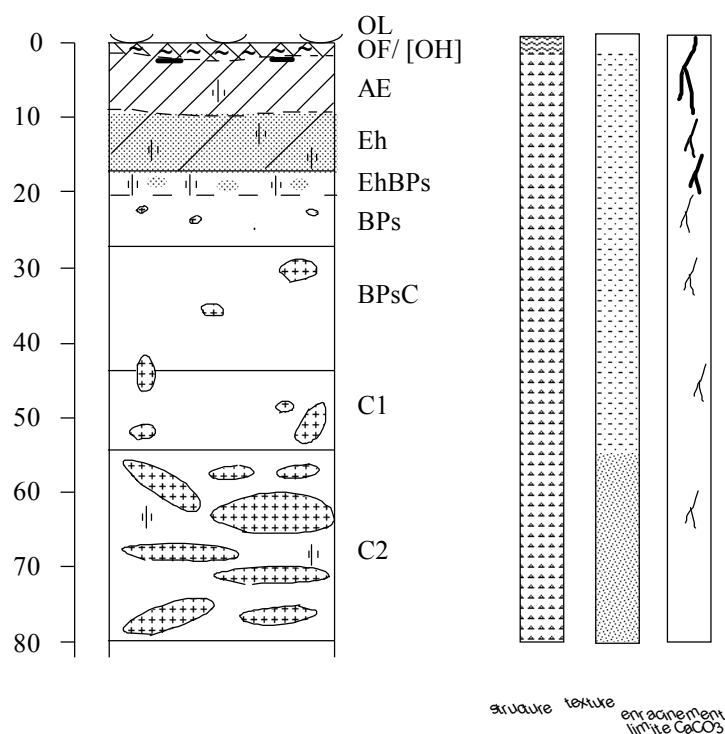 OL
0
OF/ [OH]
AE
10
Eh
EhBPs
20
BPs
30
BPsC
40
C1
50
60
C2
70
80
structure
texture
enracinement
limite CaCO3